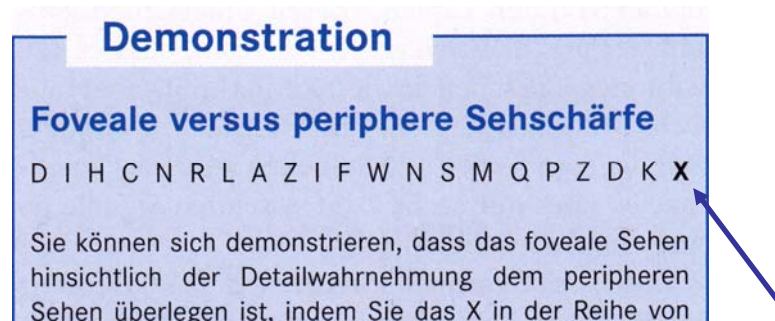 Demonstration
Foveale versus periphere Sehschärfe
D I H C N R L A Z I F W N S M Q P Z D K X
Sie können sich demonstrieren, dass das foveale Sehen
hinsichtlich der Detailwahrnehmung dem peripheren
Sehen überlegen ist, indem Sie das X in der Reihe von